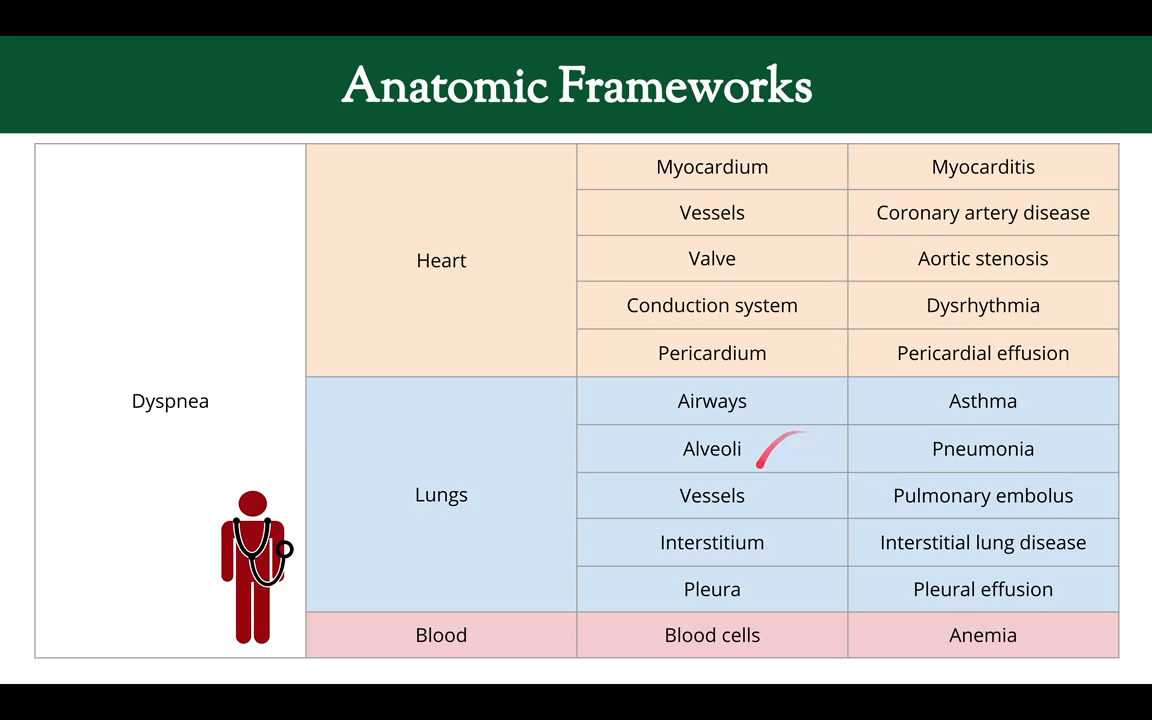 Anatomic Frameworks
Dyspnea
Heart
Myocardium Myocarditis
Vessels Coronary artery disease
Valve Aortic stenosis
Conduction system Dysrhythmia
Pericardium Pericardial effusion
Lungs
Airways Asthma
Alveoli Pneumonia
Vessels Pulmonary embolus
Interstitium Interstitial lung disease
Pleura Pleural effusion
Blood Blood cells Anemia